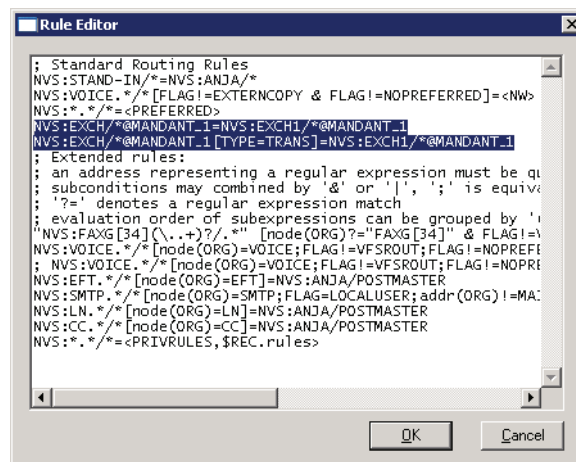 Rule Editor
; Standard Routing Rules
NVS:STAND-IN/*=NVS:ANJA/*
NVS:VOICE.*/*[FLAG!=EXTERNCOPY & FLAG!=NOPREFERRED]=<NW>
NVS:*.*/*=<PREFERRED>
NVS:EXCH/*@MANDANT_1=NVS:EXCH1/*@MANDANT_1
NVS:EXCH/*@MANDANT_1[TYPE=TRANS]=NVS:EXCH1/*@MANDANT_1
; Extended rules:
; an address representing a regular expression must be qu
; subconditions may combined by '&' or '|', ';' is equiva
; '?=' denotes a regular expression match
; evaluation order of subexpressions can be grouped by '
"NVS:FAXG[34](\..+)?/.*" [node(ORG)?="FAXG[34]" & FLAG!=V
NVS:VOICE.*/*[node(ORG)=VOICE;FLAG!=VFSROUT;FLAG!=NOPREFE
; NVS:VOICE.*/*[node(ORG)=VOICE;FLAG!=VFSROUT;FLAG!=NOPRE
NVS:EFT.*/*[node(ORG)=EFT]=NVS:ANJA/POSTMASTER
NVS:SMTP.*/*[node(ORG)=SMTP;FLAG=LOCALUSER;addr(ORG)!=MAI
NVS:LN.*/*[node(ORG)=LN]=NVS:ANJA/POSTMASTER
NVS:CC.*/*[node(ORG)=CC]=NVS:ANJA/POSTMASTER
NVS:*.*/*=<PRIVRULES,$REC.rules>
OK Cancel